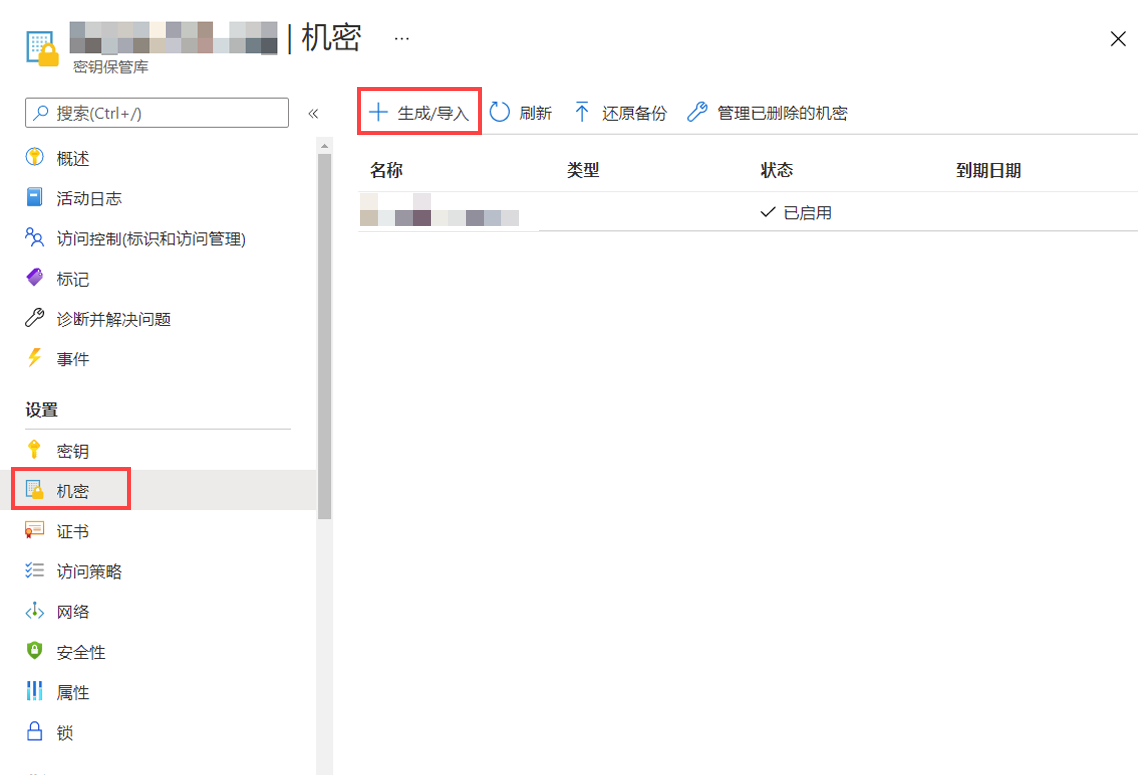 | 机密 ...
密钥保管库
搜索(Ctrl+/)
«
生成/导入 刷新 还原备份 管理已删除的机密
名称 类型 状态 到期日期
已启用
概述
活动日志
访问控制(标识和访问管理)
标记
诊断并解决问题
事件
设置
密钥
机密
证书
访问策略
网络
安全性
属性
锁